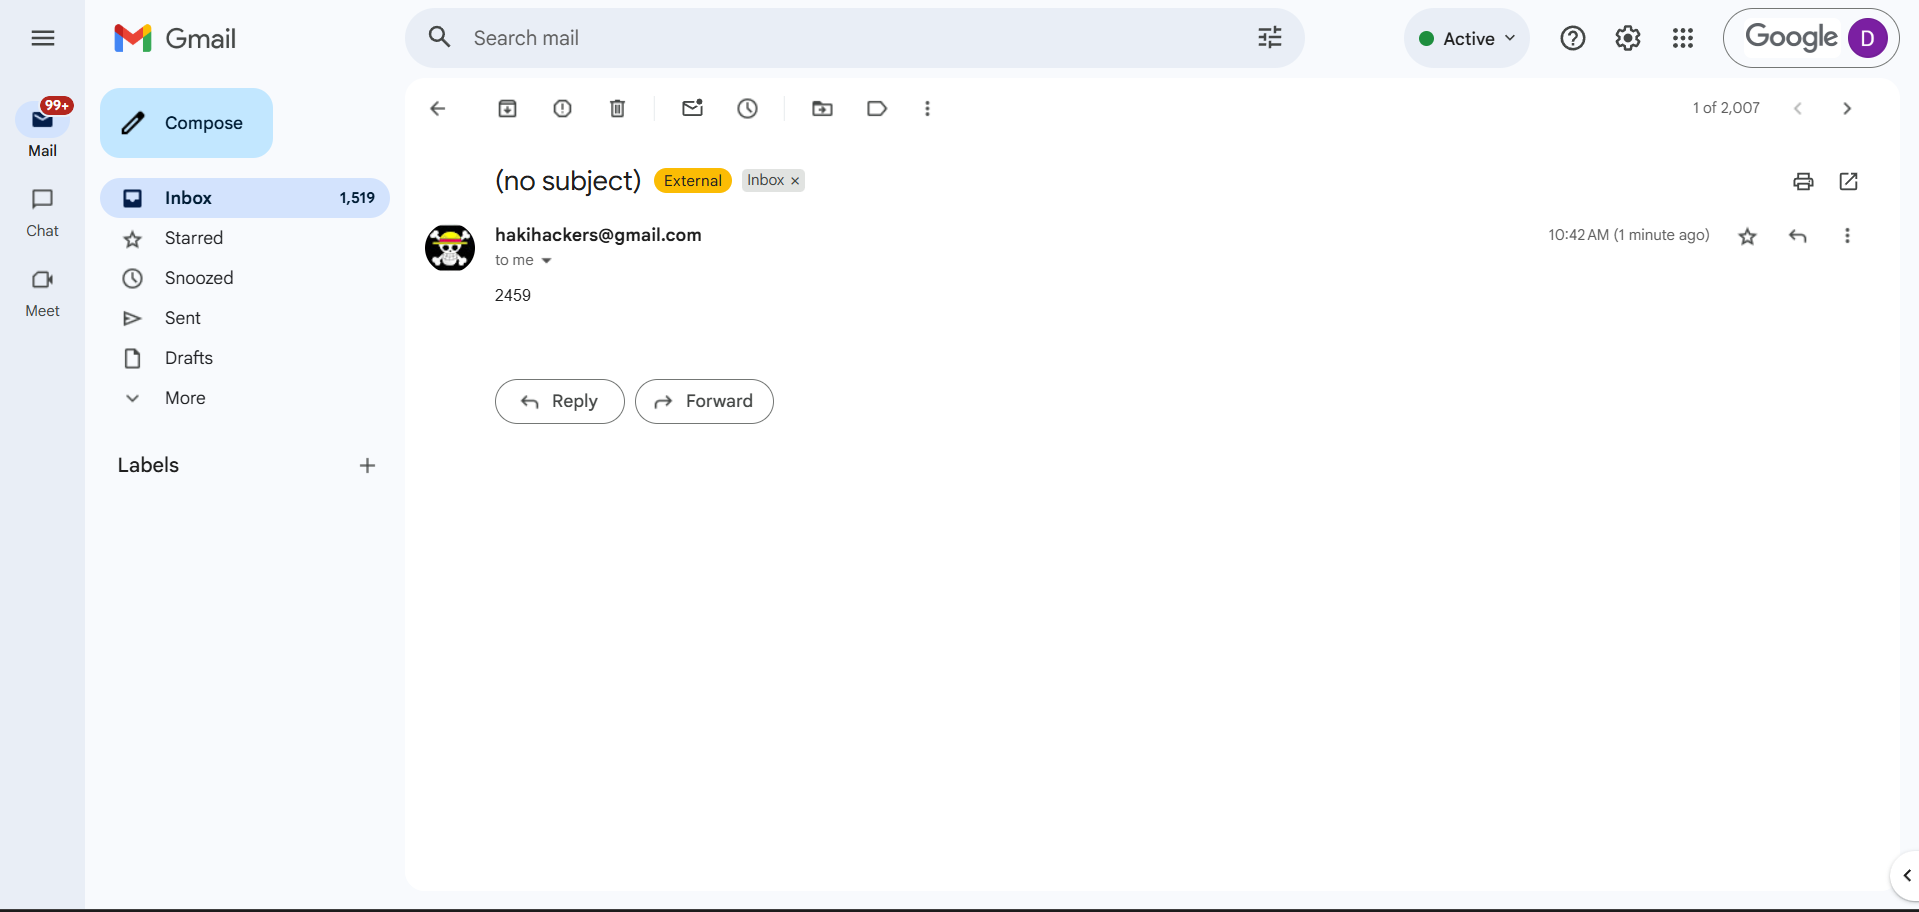 Gmail
Search mail
Active
Google
D
99+
Mail
Chat
Meet
Compose
Inbox 1,519
Starred
Snoozed
Sent
Drafts
More
Labels
1 of 2,007
(no subject) External Inbox ×
hakihackers@gmail.com 10:42 AM (1 minute ago)
to me
2459
Reply Forward